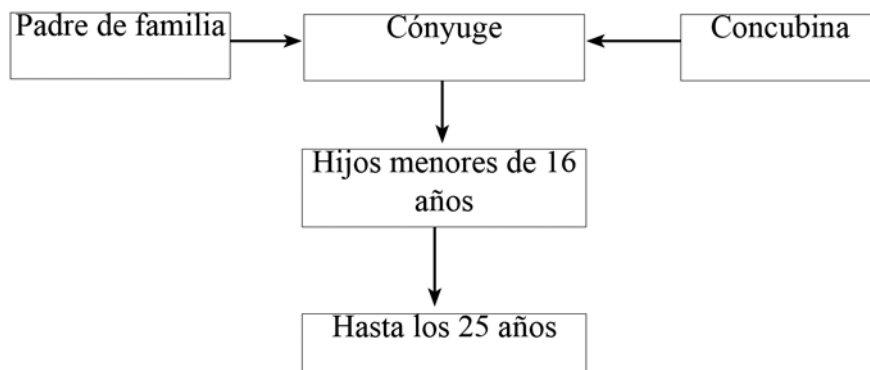 Padre de familia
Cónyuge
Concubina
Hijos menores de 16
años
Hasta los 25 años